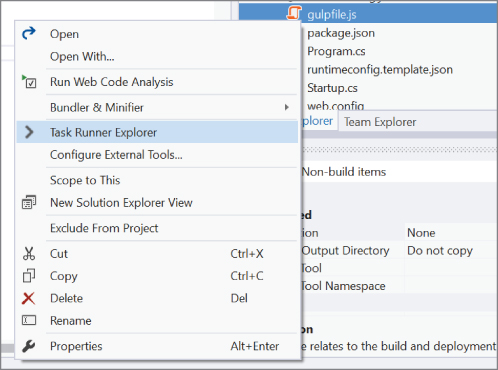 Open
Open With...
Run Web Code Analysis
Bundler & Minifier
Task Runner Explorer
Configure External Tools...
Scope to This
New Solution Explorer View
Exclude From Project
Cut Ctrl+X
Copy Ctrl+C
Delete Del
Rename
Properties Alt+Enter
gulpfile.js
package.json
Program.cs
runtimeconfig.template.json
Startup.cs
web.config
plorer Team Explorer
Non-build items
ed
ion None
Output Directory Do not copy
Tool
Tool Namespace
on
e relates to the build and deployment